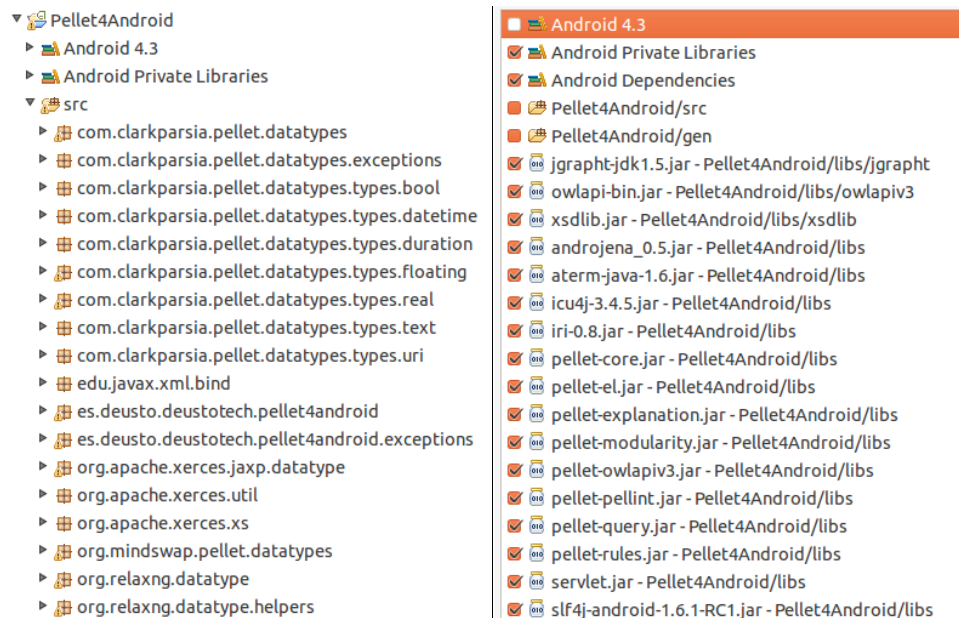 Pellet4Android
Android 4.3
Android Private Libraries
src
com.clarkparsia.pellet.datatypes
com.clarkparsia.pellet.datatypes.exceptions
com.clarkparsia.pellet.datatypes.types.bool
com.clarkparsia.pellet.datatypes.types.datetime
com.clarkparsia.pellet.datatypes.types.duration
com.clarkparsia.pellet.datatypes.types.floating
com.clarkparsia.pellet.datatypes.types.real
com.clarkparsia.pellet.datatypes.types.text
com.clarkparsia.pellet.datatypes.types.uri
edu.javax.xml.bind
es.deusto.deustotech.pellet4android
es.deusto.deustotech.pellet4android.exceptions
org.apache.xerces.jaxp.datatype
org.apache.xerces.util
org.apache.xerces.xs
org.mindswap.pellet.datatypes
org.relaxng.datatype
org.relaxng.datatype.helpers
Android 4.3
Android Private Libraries
Android Dependencies
Pellet4Android/src
Pellet4Android/gen
jgrapht-jdk1.5.jar - Pellet4Android/libs/jgrapht
owlapi-bin.jar - Pellet4Android/libs/owlapiv3
xsdlib.jar - Pellet4Android/libs/xsdlib
androjena_0.5.jar - Pellet4Android/libs
aterm-java-1.6.jar - Pellet4Android/libs
icu4j-3.4.5.jar - Pellet4Android/libs
iri-0.8.jar - Pellet4Android/libs
pellet-core.jar - Pellet4Android/libs
pellet-el.jar - Pellet4Android/libs
pellet-explanation.jar - Pellet4Android/libs
pellet-modularity.jar - Pellet4Android/libs
pellet-owlapiv3.jar - Pellet4Android/libs
pellet-pellint.jar - Pellet4Android/libs
pellet-query.jar - Pellet4Android/libs
pellet-rules.jar - Pellet4Android/libs
servlet.jar - Pellet4Android/libs
slf4j-android-1.6.1-RC1.jar - Pellet4Android/libs